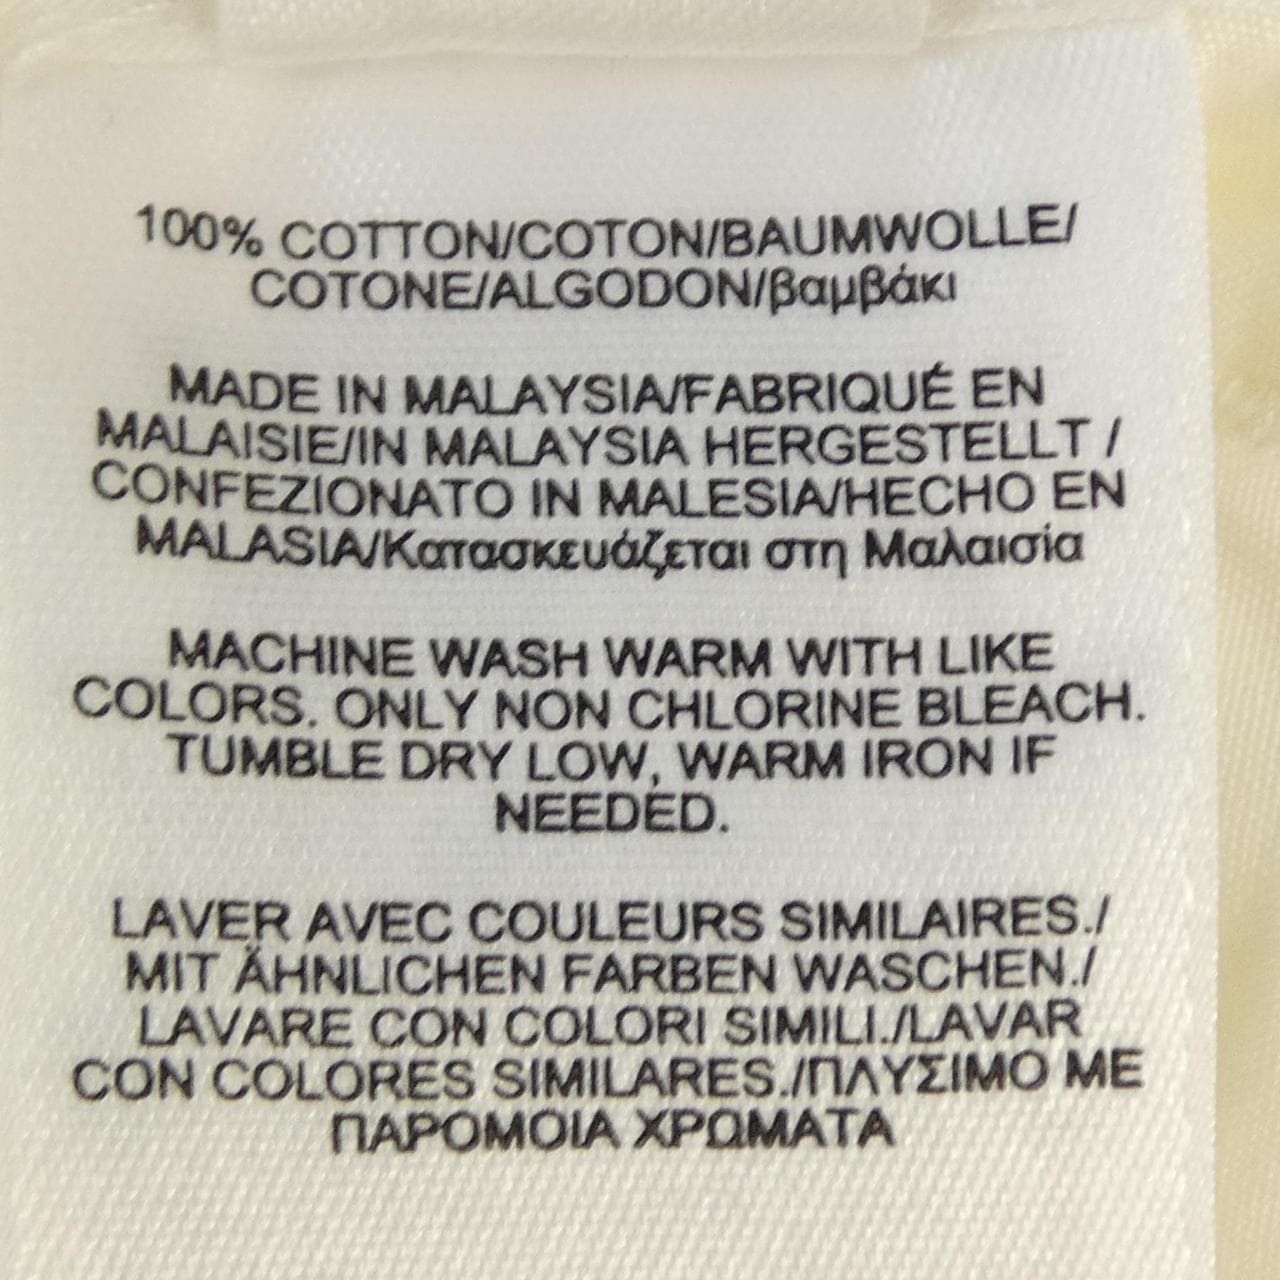 100% COTTON/COTON/BAUMWOLLE/
COTONE/ALGODON/βαμβάκι
MADE IN MALAYSIA/FABRIQUÉ EN
MALAISIE/IN MALAYSIA HERGESTELLT /
CONFEZIONATO IN MALESIA/HECHO EN
MALASIA/Κατασκευάζεται στη Μαλαισία
MACHINE WASH WARM WITH LIKE
COLORS. ONLY NON CHLORINE BLEACH.
TUMBLE DRY LOW, WARM IRON IF
NEEDED.
LAVER AVEC COULEURS SIMILAIRES./
MIT ÄHNLICHEN FARBEN WASCHEN./
LAVARE CON COLORI SIMILI./LAVAR
CON COLORES SIMILARES./ΠΛΥΣΙΜΟ ΜΕ
ΠΑΡΟΜΟΙΑ ΧΡΩΜΑΤΑ